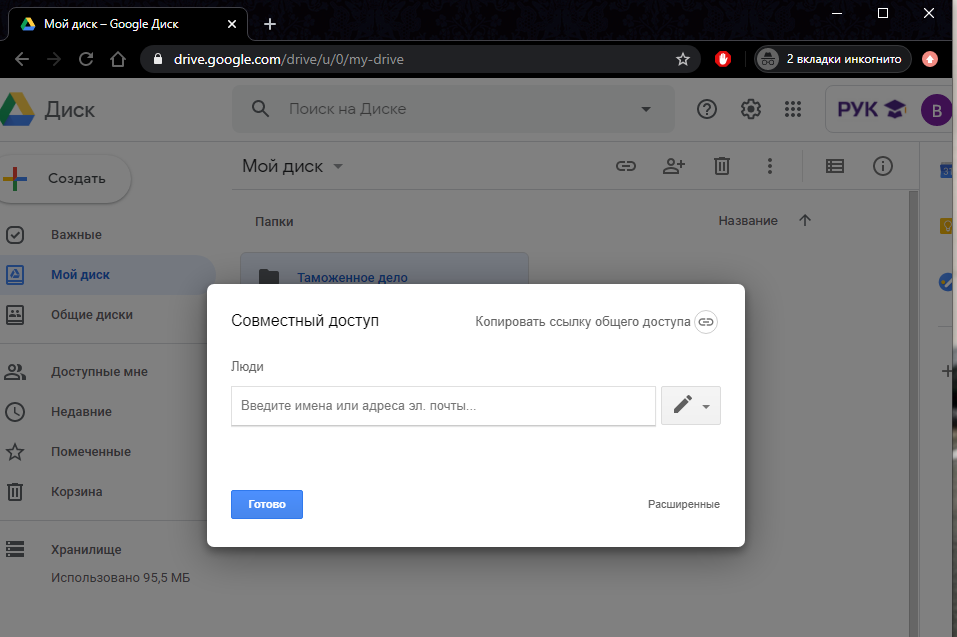 Мой диск – Google Диск
drive.google.com/drive/u/0/my-drive
2 вкладки инкогнито
Диск
Поиск на Диске
РУК
В
Создать
Мой диск
31
Важные
Папки
Название
Мой диск
Таможенное дело
Общие диски
Совместный доступ
Копировать ссылку общего доступа
Люди
Доступные мне
Введите имена или адреса эл. почты...
Недавние
Помеченные
Корзина
Готово
Расширенные
Хранилище
Использовано 95,5 МБ